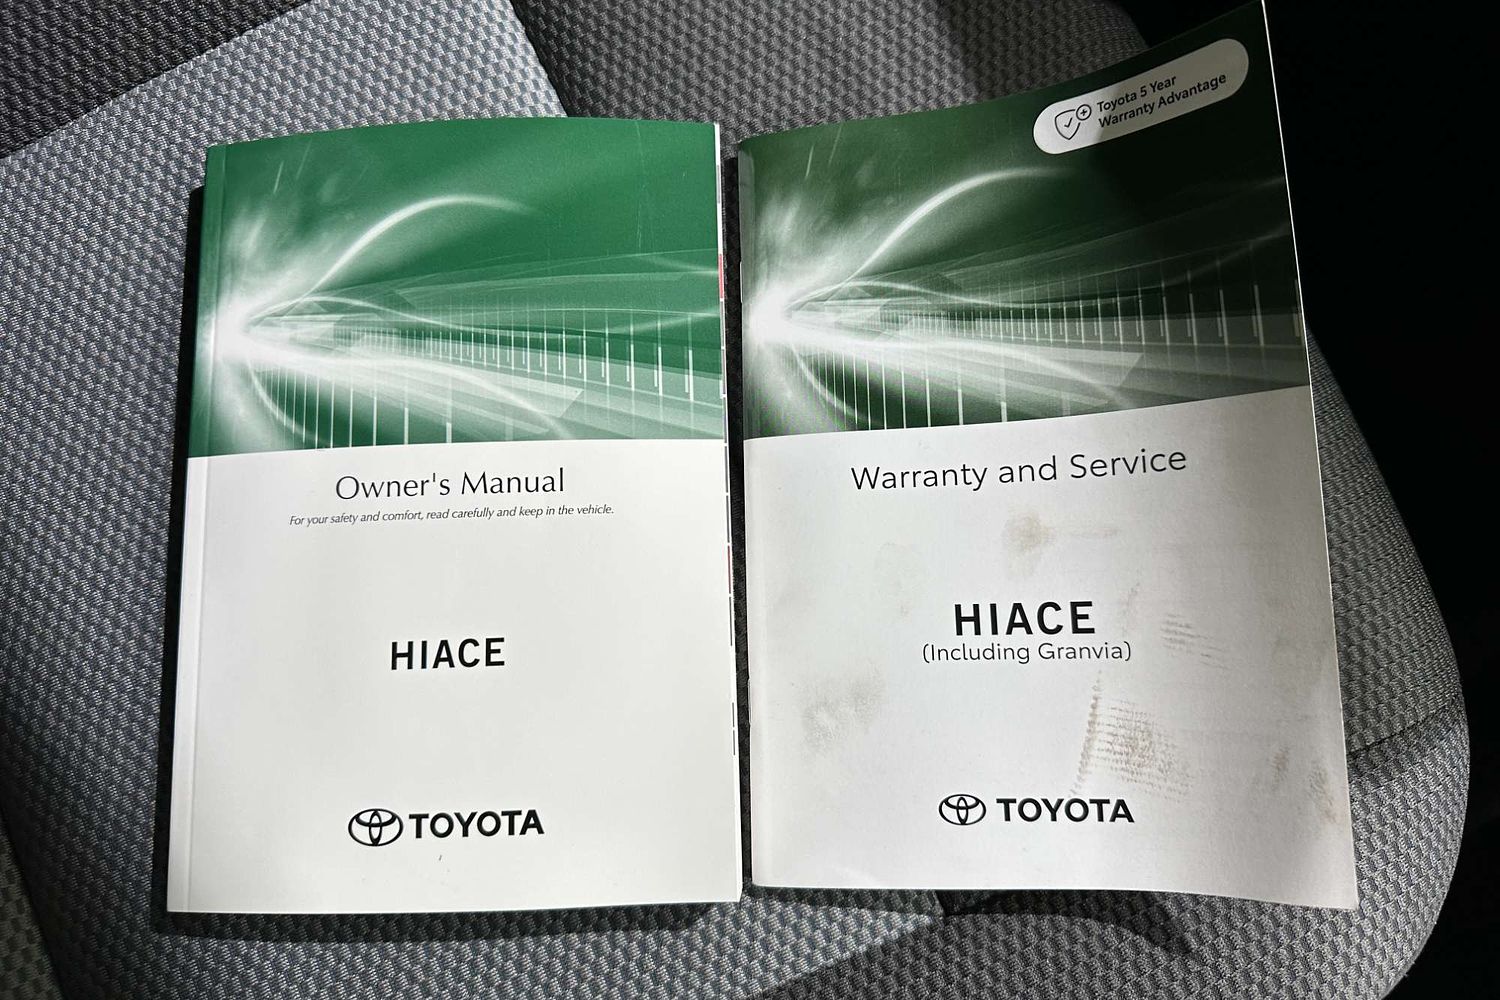 Owner's Manual
For your safety and comfort, read carefully and keep in the vehicle.
HIACE
TOYOTA
Toyota 5 Year
Warranty Advantage
Warranty and Service
HIACE
(Including Granvia)
TOYOTA